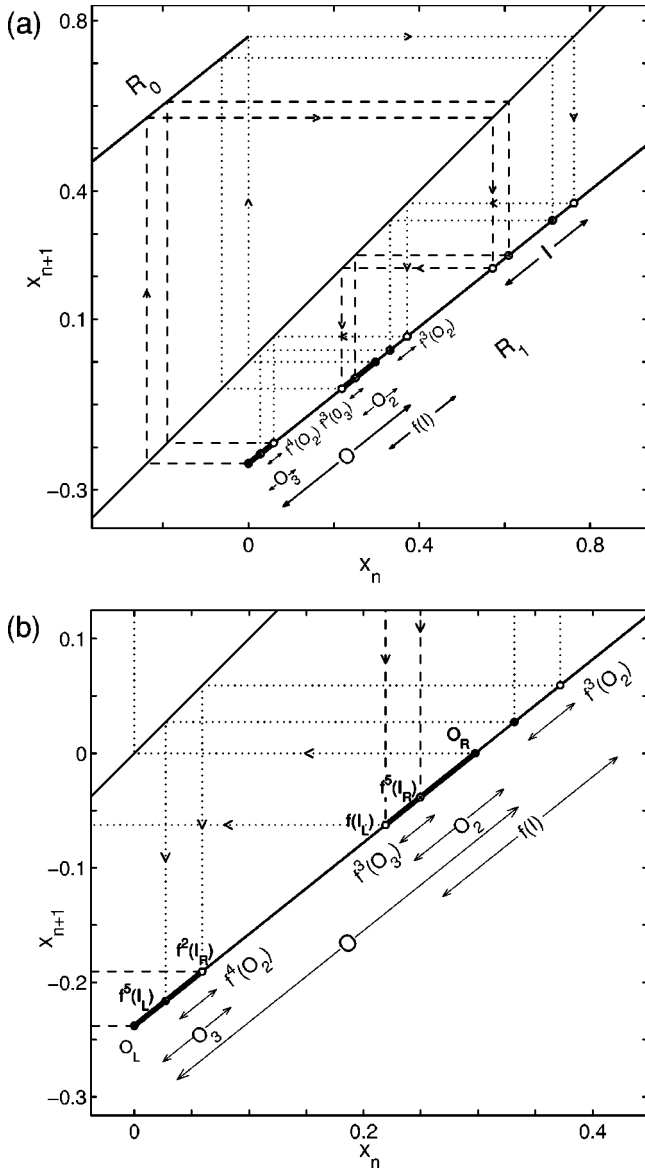 (a)
0.8
0.4
0.1
−0.3
x_{n+1}
R_0
I
R_1
f^3(O_2)
O_2
f(I)
f^3(O_3)
f^4(O_2)
O
O_3
0
0.4
0.6
0.8
x_n
(b)
0.1
0
−0.1
−0.2
−0.3
x_{n+1}
f^3(O_2)
O_R
f^5(I_R)
f(I_L)
O_2
f(I)
f^3(O_3)
O
f^2(I_R)
f^5(I_L)
f^4(O_2)
O_3
O_L
0
0.2
0.4
x_n